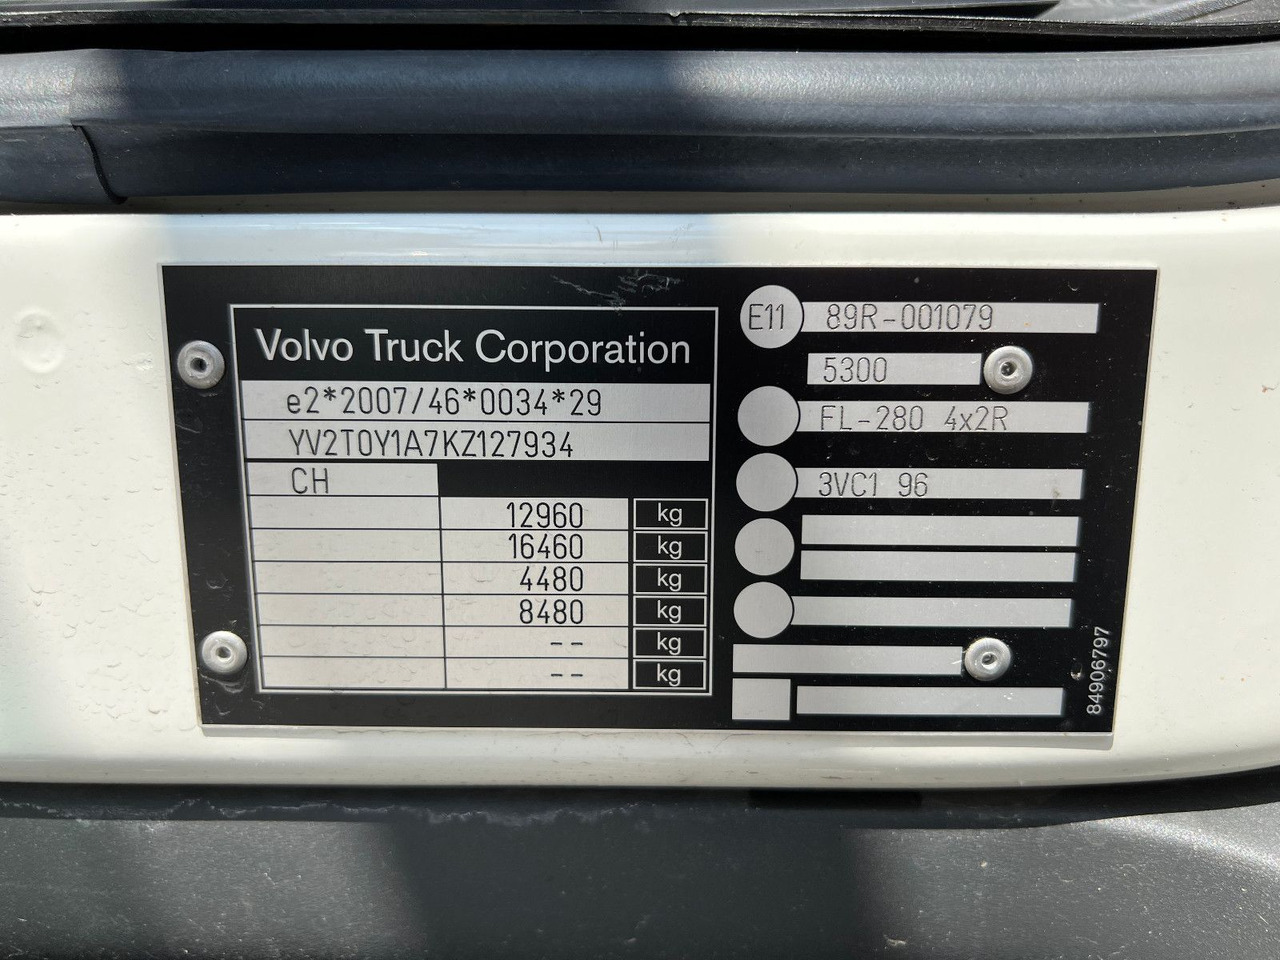 Volvo Truck Corporation
e2*2007/46*0034*29
YV2T0Y1A7KZ127934
CH
12960 kg
16460 kg
4480 kg
8480 kg
-- kg
-- kg
E11 89R-001079
5300
FL-280 4x2R
3VC1 96
84906797